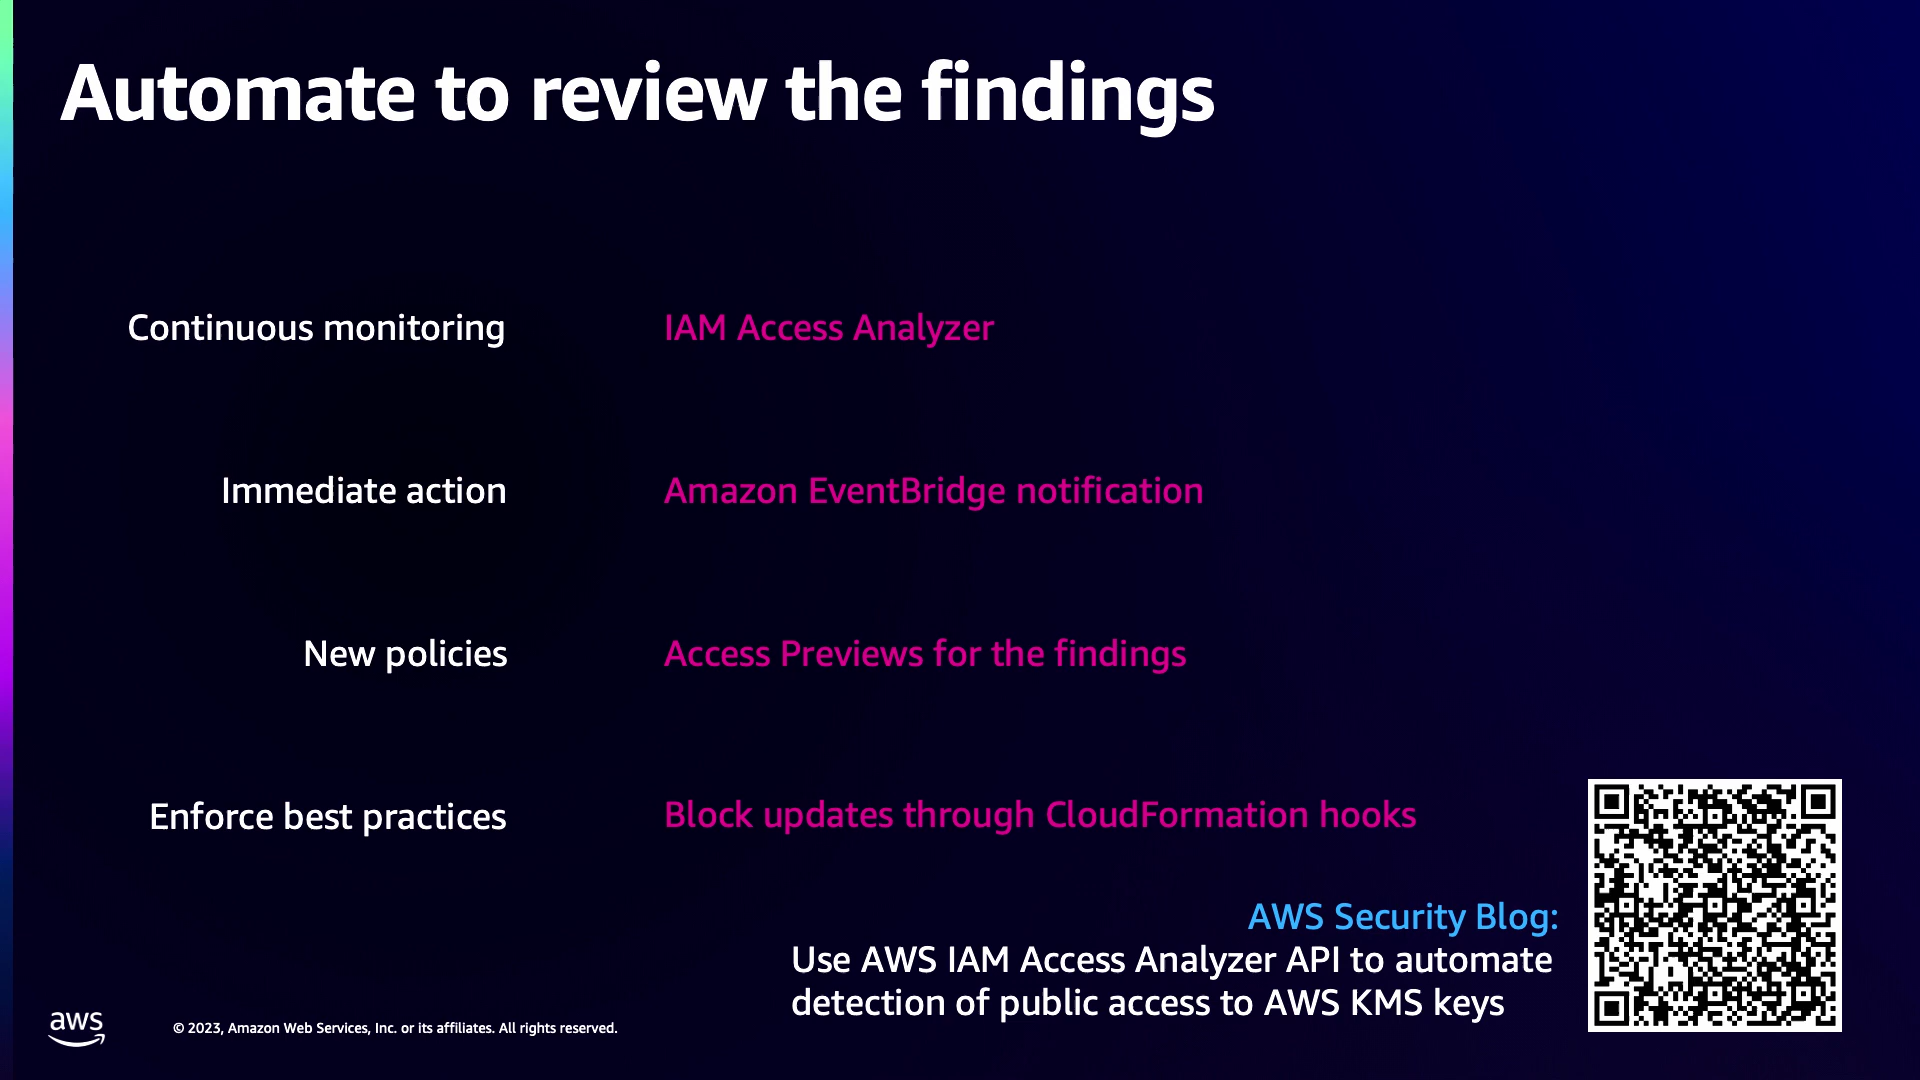 Automate to review the findings
Continuous monitoring
IAM Access Analyzer
Immediate action
Amazon EventBridge notification
New policies
Access Previews for the findings
Enforce best practices
Block updates through CloudFormation hooks
AWS Security Blog:
Use AWS IAM Access Analyzer API to automate
detection of public access to AWS KMS keys
aws
© 2023, Amazon Web Services, Inc. or its affiliates. All rights reserved.